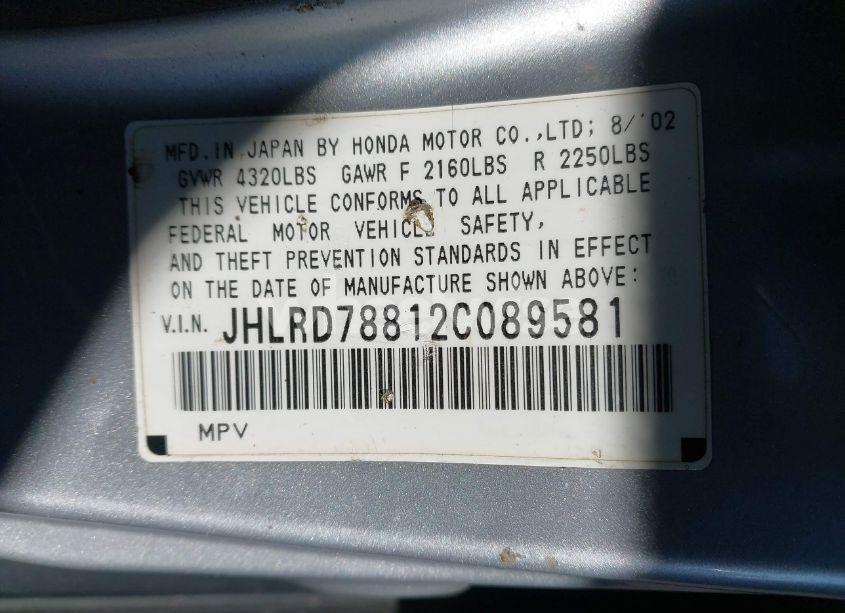 MFD. IN JAPAN BY HONDA MOTOR CO.,LTD; 8/'02
GVWR 4320LBS GAWR F 2160LBS R 2250LBS
THIS VEHICLE CONFORMS TO ALL APPLICABLE
FEDERAL MOTOR VEHICLE SAFETY,
AND THEFT PREVENTION STANDARDS IN EFFECT
ON THE DATE OF MANUFACTURE SHOWN ABOVE:
V.I.N. JHLRD78812C089581
MPV